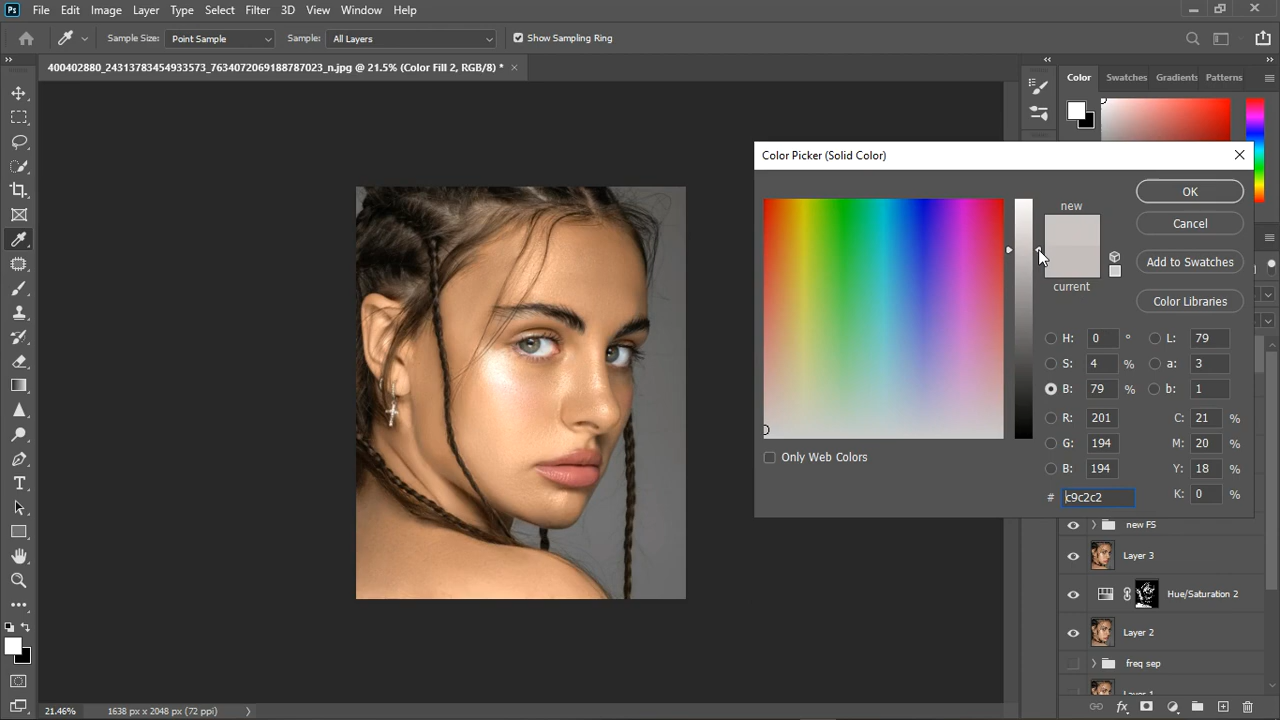 Ps File Edit Image Layer Type Select Filter 3D View Window Help
Sample Size: Point Sample Sample: All Layers Show Sampling Ring
400402880_24313783454933573_7634072069188787023_n.jpg @ 21.5% (Color Fill 2, RGB/8) * ×
Color Swatches Gradients Patterns
Color Picker (Solid Color)
new
OK
Cancel
Add to Swatches
current
Color Libraries
H: 0 ° L: 79
S: 4 % a: 3
B: 79 % b: 1
R: 201 C: 21 %
G: 194 M: 20 %
Only Web Colors
B: 194 Y: 18 %
# c9c2c2 K: 0 %
new FS
Layer 3
Hue/Saturation 2
Layer 2
freq sep
Layer 1
21.46% 1638 px x 2048 px (72 ppi)